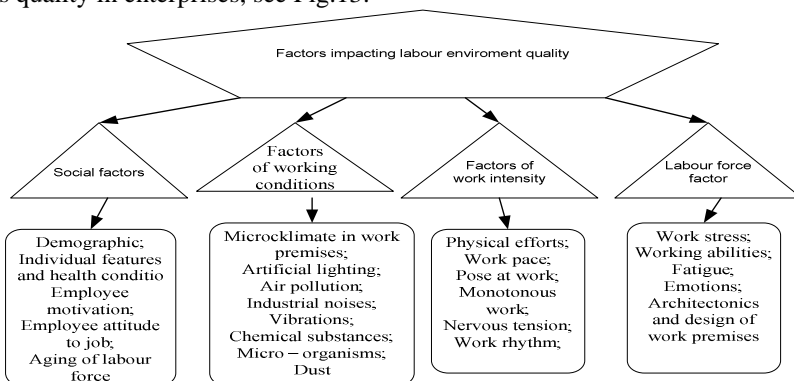 s quality in enterprises, see Fig.13.
Factors impacting labour enviroment quality
Social factors
Factors
of working
conditions
Factors of
work intensity
Labour force
factor
Demographic;
Individual features
and health conditio
Employee
motivation;
Employee attitude
to job;
Aging of labour
force
Microcklimate in work
premises;
Artificial lighting;
Air pollution;
Industrial noises;
Vibrations;
Chemical substances;
Micro – organisms;
Dust
Physical efforts;
Work pace;
Pose at work;
Monotonous
work;
Nervous tension;
Work rhythm;
Work stress;
Working abilities;
Fatigue;
Emotions;
Architectonics
and design of
work premises